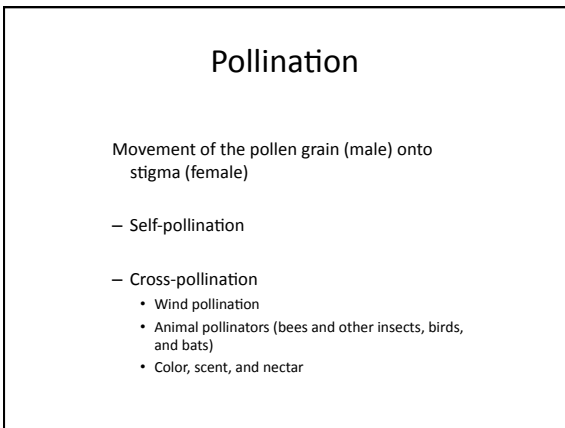 Pollination
Movement of the pollen grain (male) onto
stigma (female)
– Self-pollination
– Cross-pollination
• Wind pollination
• Animal pollinators (bees and other insects, birds,
and bats)
• Color, scent, and nectar